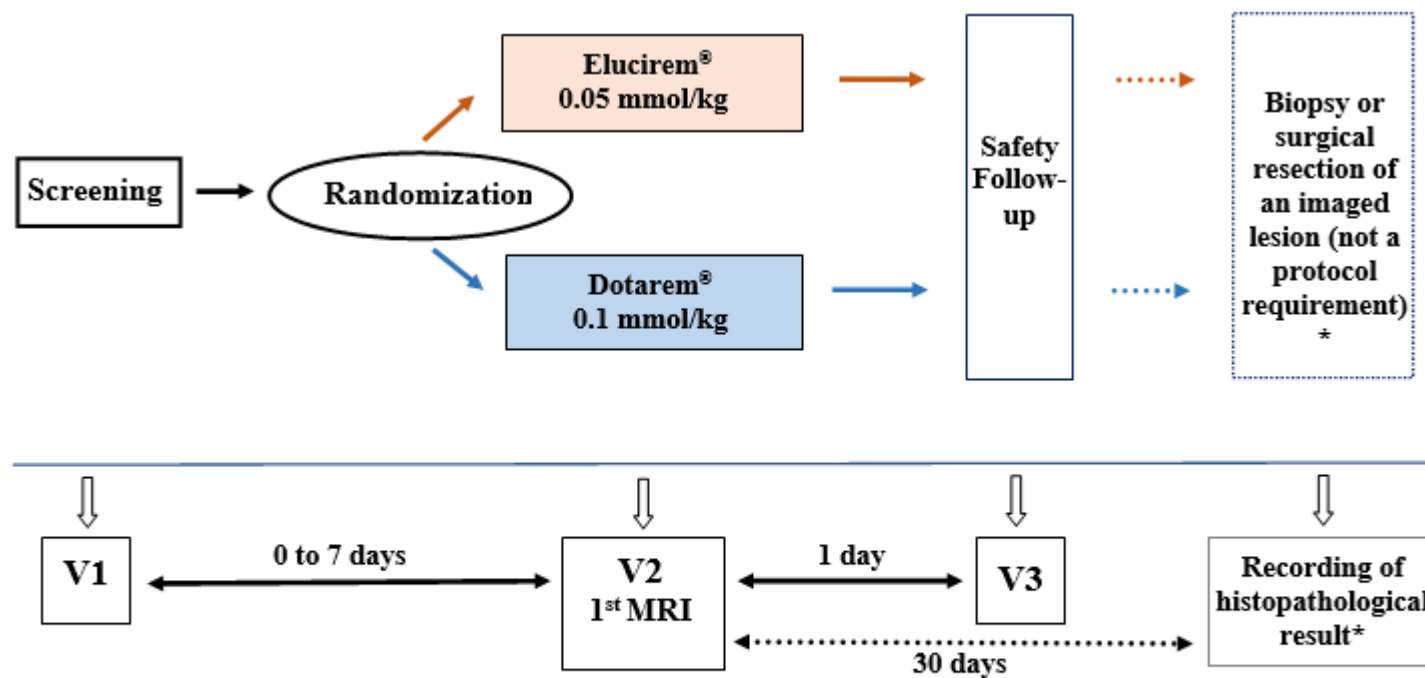 Elucirem®
0.05 mmol/kg
Screening
Randomization
Dotarem®
0.1 mmol/kg
Safety
Follow-
up
Biopsy or
surgical
resection of
an imaged
lesion (not a
protocol
requirement)
*
V1
0 to 7 days
V2
1st MRI
1 day
V3
30 days
Recording of
histopathological
result*